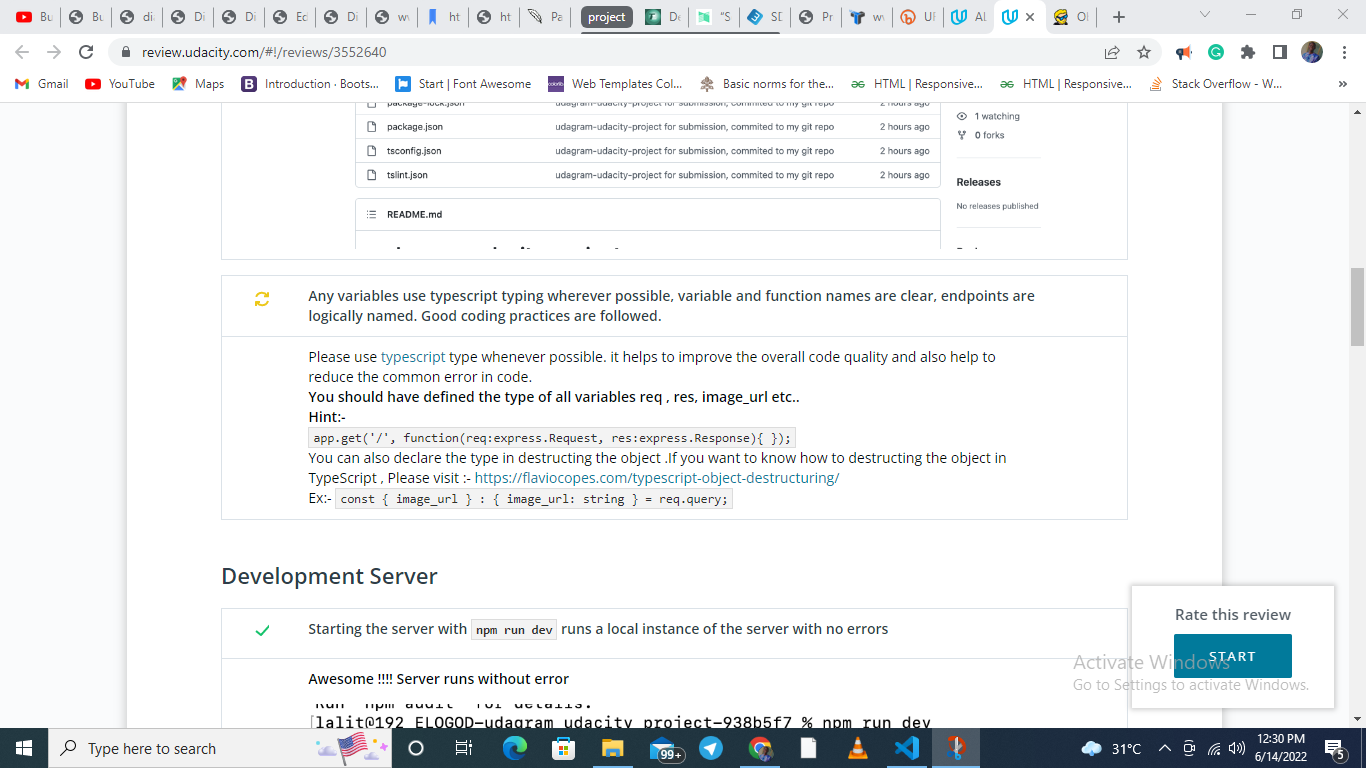 Bu
Bu
di
Di
Di
Ed
Di
w
ht
ht
Pa
project
De
"S
SD
Pr
w
UF
Al
Ol
review.udacity.com/#!/reviews/3552640
Gmail YouTube Maps Introduction · Boots... Start | Font Awesome Web Templates Col... Basic norms for the... HTML | Responsive... HTML | Responsive... Stack Overflow - W... »
package-lock.json udagram-udacity-project for submission, commited to my git repo 2 hours ago
package.json udagram-udacity-project for submission, commited to my git repo 2 hours ago
tsconfig.json udagram-udacity-project for submission, commited to my git repo 2 hours ago
tslint.json udagram-udacity-project for submission, commited to my git repo 2 hours ago
README.md
1 watching
0 forks
Releases
No releases published
Any variables use typescript typing wherever possible, variable and function names are clear, endpoints are
logically named. Good coding practices are followed.
Please use typescript type whenever possible. it helps to improve the overall code quality and also help to
reduce the common error in code.
You should have defined the type of all variables req , res, image_url etc..
Hint:-
app.get('/', function(req:express.Request, res:express.Response){ });
You can also declare the type in destructing the object .If you want to know how to destructing the object in
TypeScript , Please visit :- https://flaviocopes.com/typescript-object-destructuring/
Ex:- const { image_url } : { image_url: string } = req.query;
Development Server
Starting the server with npm run dev runs a local instance of the server with no errors
Awesome !!!! Server runs without error
Run `npm audit` for details.
[lalit@192 ELOGOD-udagram_udacity_project-938b5f7 % npm run dev
Rate this review
START
Activate Windows
Go to Settings to activate Windows.
Type here to search
99+
31°C
12:30 PM
6/14/2022
5